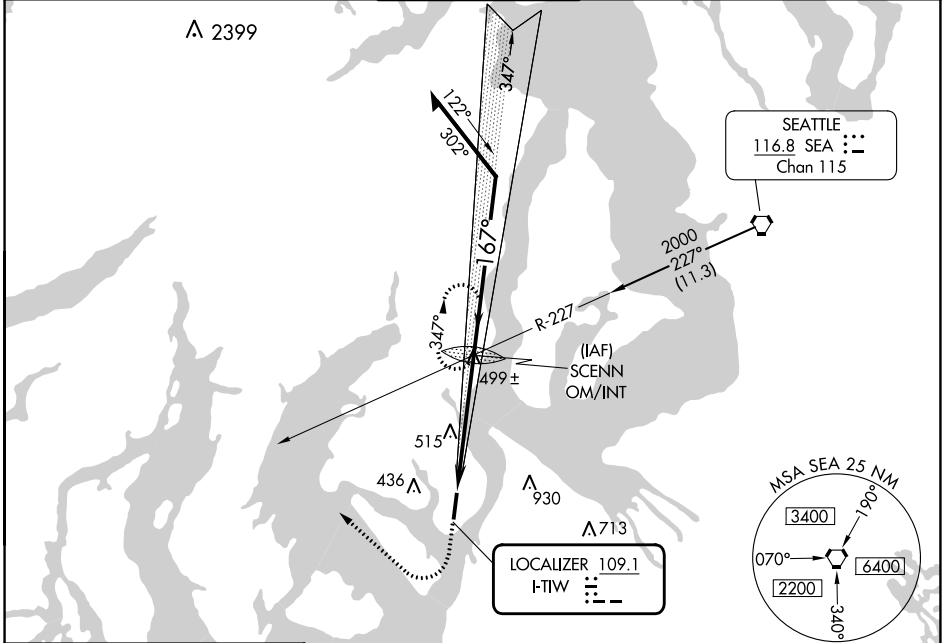 2399
347°
122°
302°
SEATTLE
116.8 SEA
Chan 115
167°
2000
227°
(11.3)
R-227
347°
(IAF)
SCENN
OM/INT
499 ±
515
436
930
713
LOCALIZER 109.1
I-TIW
MSA SEA 25 NM
3400
190°
070°
6400
2200
340°